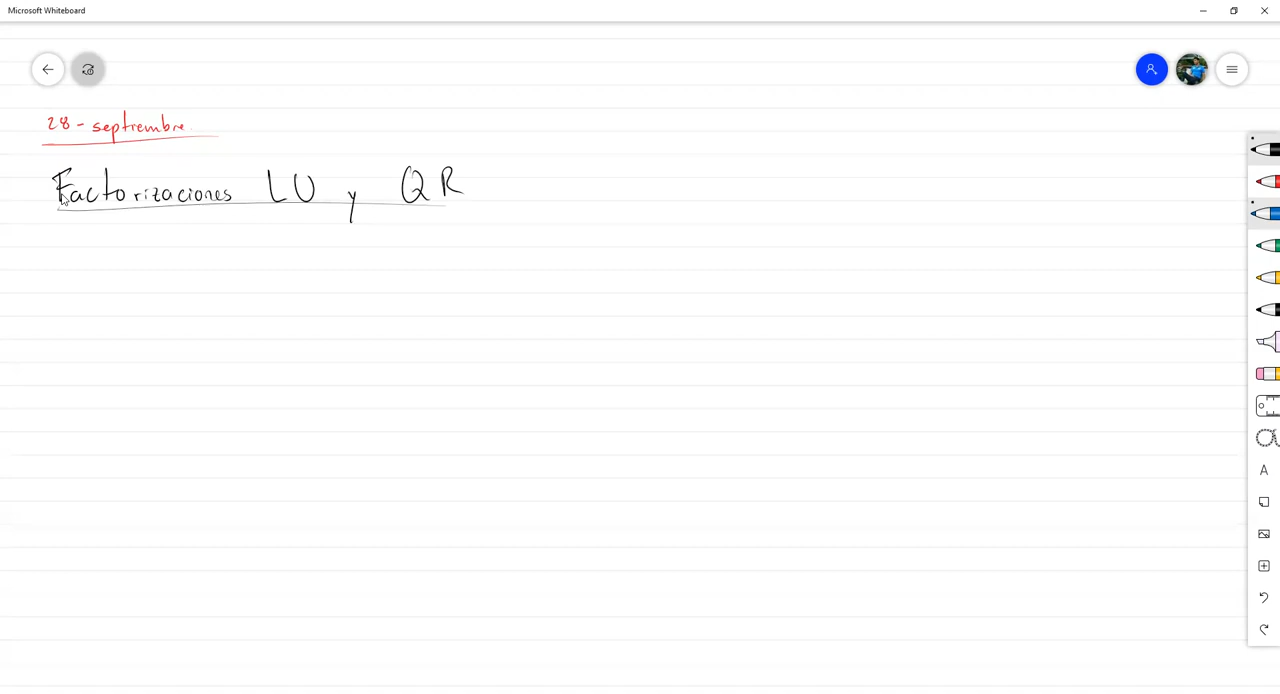 Microsoft Whiteboard
28 - septiembre.
Factorizaciones LU y QR
A